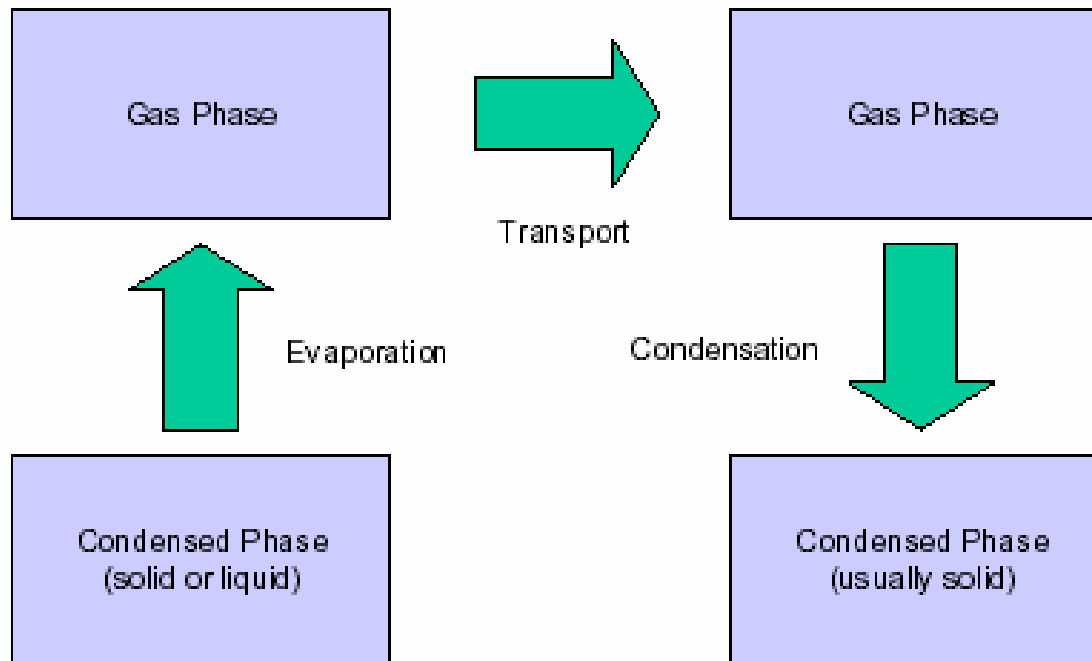 Gas Phase
Gas Phase
Transport
Evaporation
Condensation
Condensed Phase
(solid or liquid)
Condensed Phase
(usually solid)